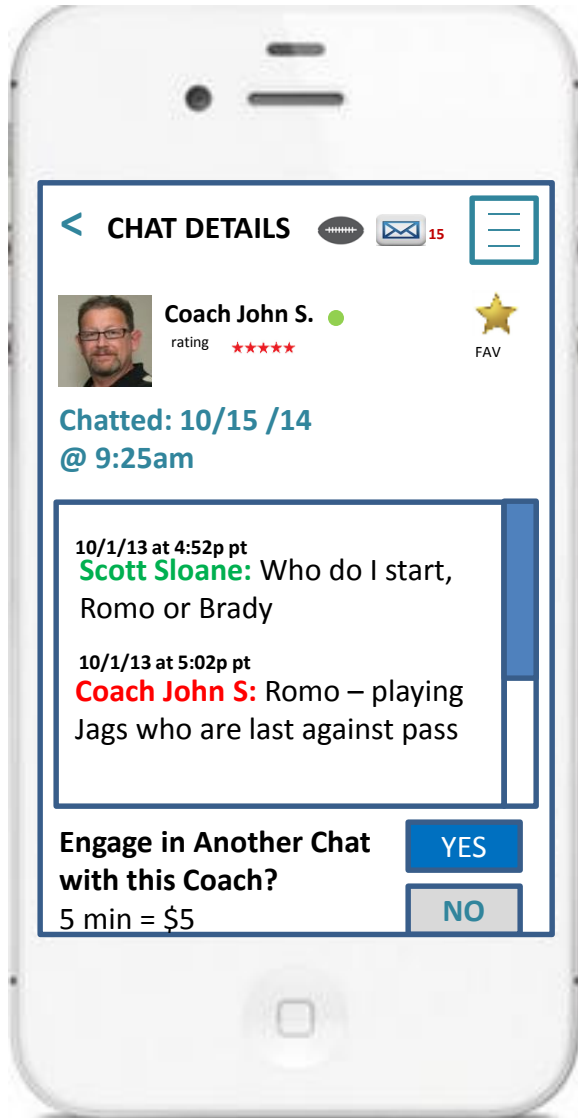 < CHAT DETAILS 15
Coach John S.
rating ★★★★★
FAV
Chatted: 10/15 /14
@ 9:25am
10/1/13 at 4:52p pt
Scott Sloane: Who do I start,
Romo or Brady
10/1/13 at 5:02p pt
Coach John S: Romo – playing
Jags who are last against pass
Engage in Another Chat
with this Coach?
YES
5 min = $5
NO